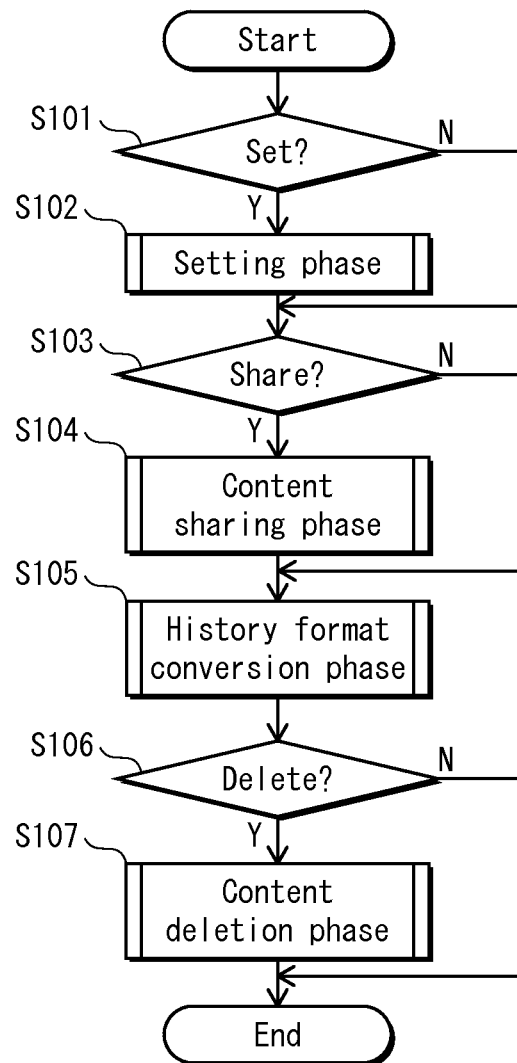 Start
S101
Set?
N
Y
S102
Setting phase
S103
Share?
N
Y
S104
Content
sharing phase
S105
History format
conversion phase
S106
Delete?
N
Y
S107
Content
deletion phase
End